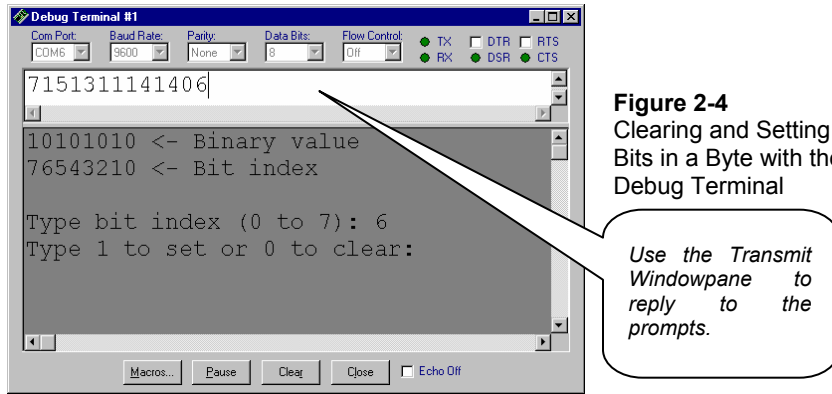 Debug Terminal #1
Com Port: Baud Rate: Parity: Data Bits: Flow Control: TX DTR RTS
COM6 9600 None 8 Off RX DSR CTS
7151311141406
10101010 <- Binary value
76543210 <- Bit index
Type bit index (0 to 7): 6
Type 1 to set or 0 to clear:
Macros... Pause Clear Close Echo Off
Figure 2-4
Clearing and Setting
Bits in a Byte with the
Debug Terminal
Use the Transmit
Windowpane to
reply to the
prompts.